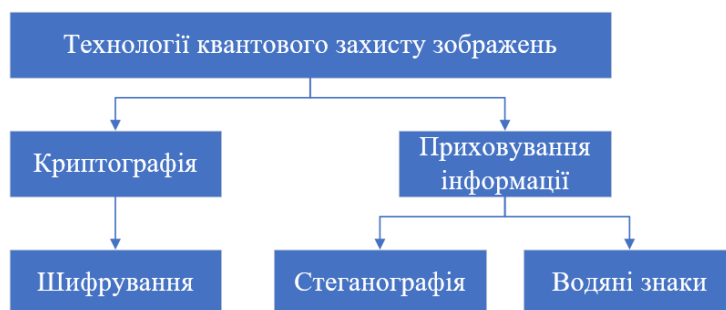 Технології квантового захисту зображень
Криптографія
Приховування
інформації
Шифрування
Стеганографія
Водяні знаки